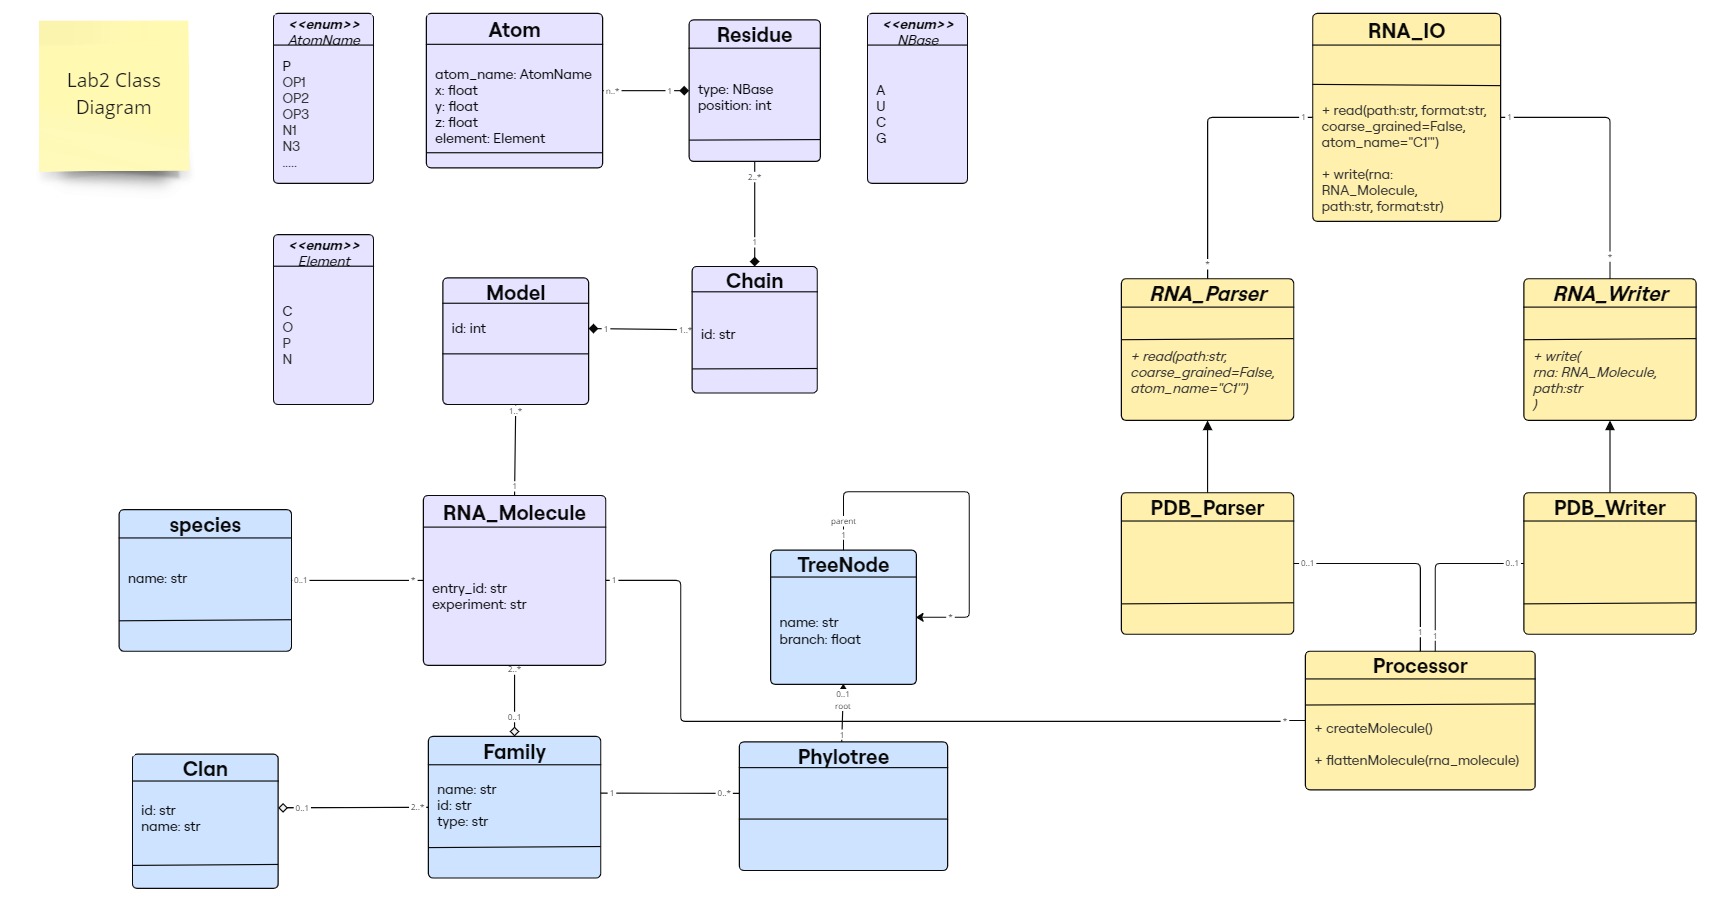 Lab2 Class
Diagram
<<enum>>
AtomName
P
OP1
OP2
OP3
N1
N3
.....
Atom
atom_name: AtomName
x: float
y: float
z: float
element: Element
n..*
1
Residue
type: NBase
position: int
<<enum>>
NBase
A
U
C
G
2..*
1
<<enum>>
Element
C
O
P
N
Model
id: int
1
1..*
Chain
id: str
1..*
1
species
name: str
0..1
*
RNA_Molecule
entry_id: str
experiment: str
1
*
2..*
0..1
Clan
id: str
name: str
0..1
2..*
Family
name: str
id: str
type: str
1
0..*
Phylotree
parent
1
TreeNode
name: str
branch: float
*
0..1
root
1
RNA_IO
+ read(path:str, format:str,
coarse_grained=False,
atom_name="C1'")
+ write(rna:
RNA_Molecule,
path:str, format:str)
1
1
*
*
RNA_Parser
+ read(path:str,
coarse_grained=False,
atom_name="C1'")
RNA_Writer
+ write(
rna: RNA_Molecule,
path:str
)
PDB_Parser
PDB_Writer
0..1
0..1
1
1
Processor
+ createMolecule()
+ flattenMolecule(rna_molecule)